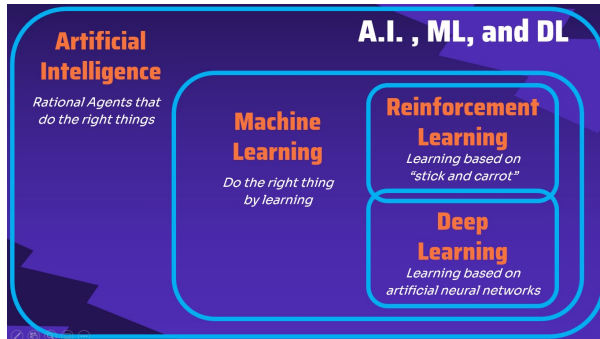 A.I. , ML, and DL
Artificial
Intelligence
Rational Agents that
do the right things
Machine
Learning
Do the right thing
by learning
Reinforcement
Learning
Learning based on
“stick and carrot”
Deep
Learning
Learning based on
artificial neural networks